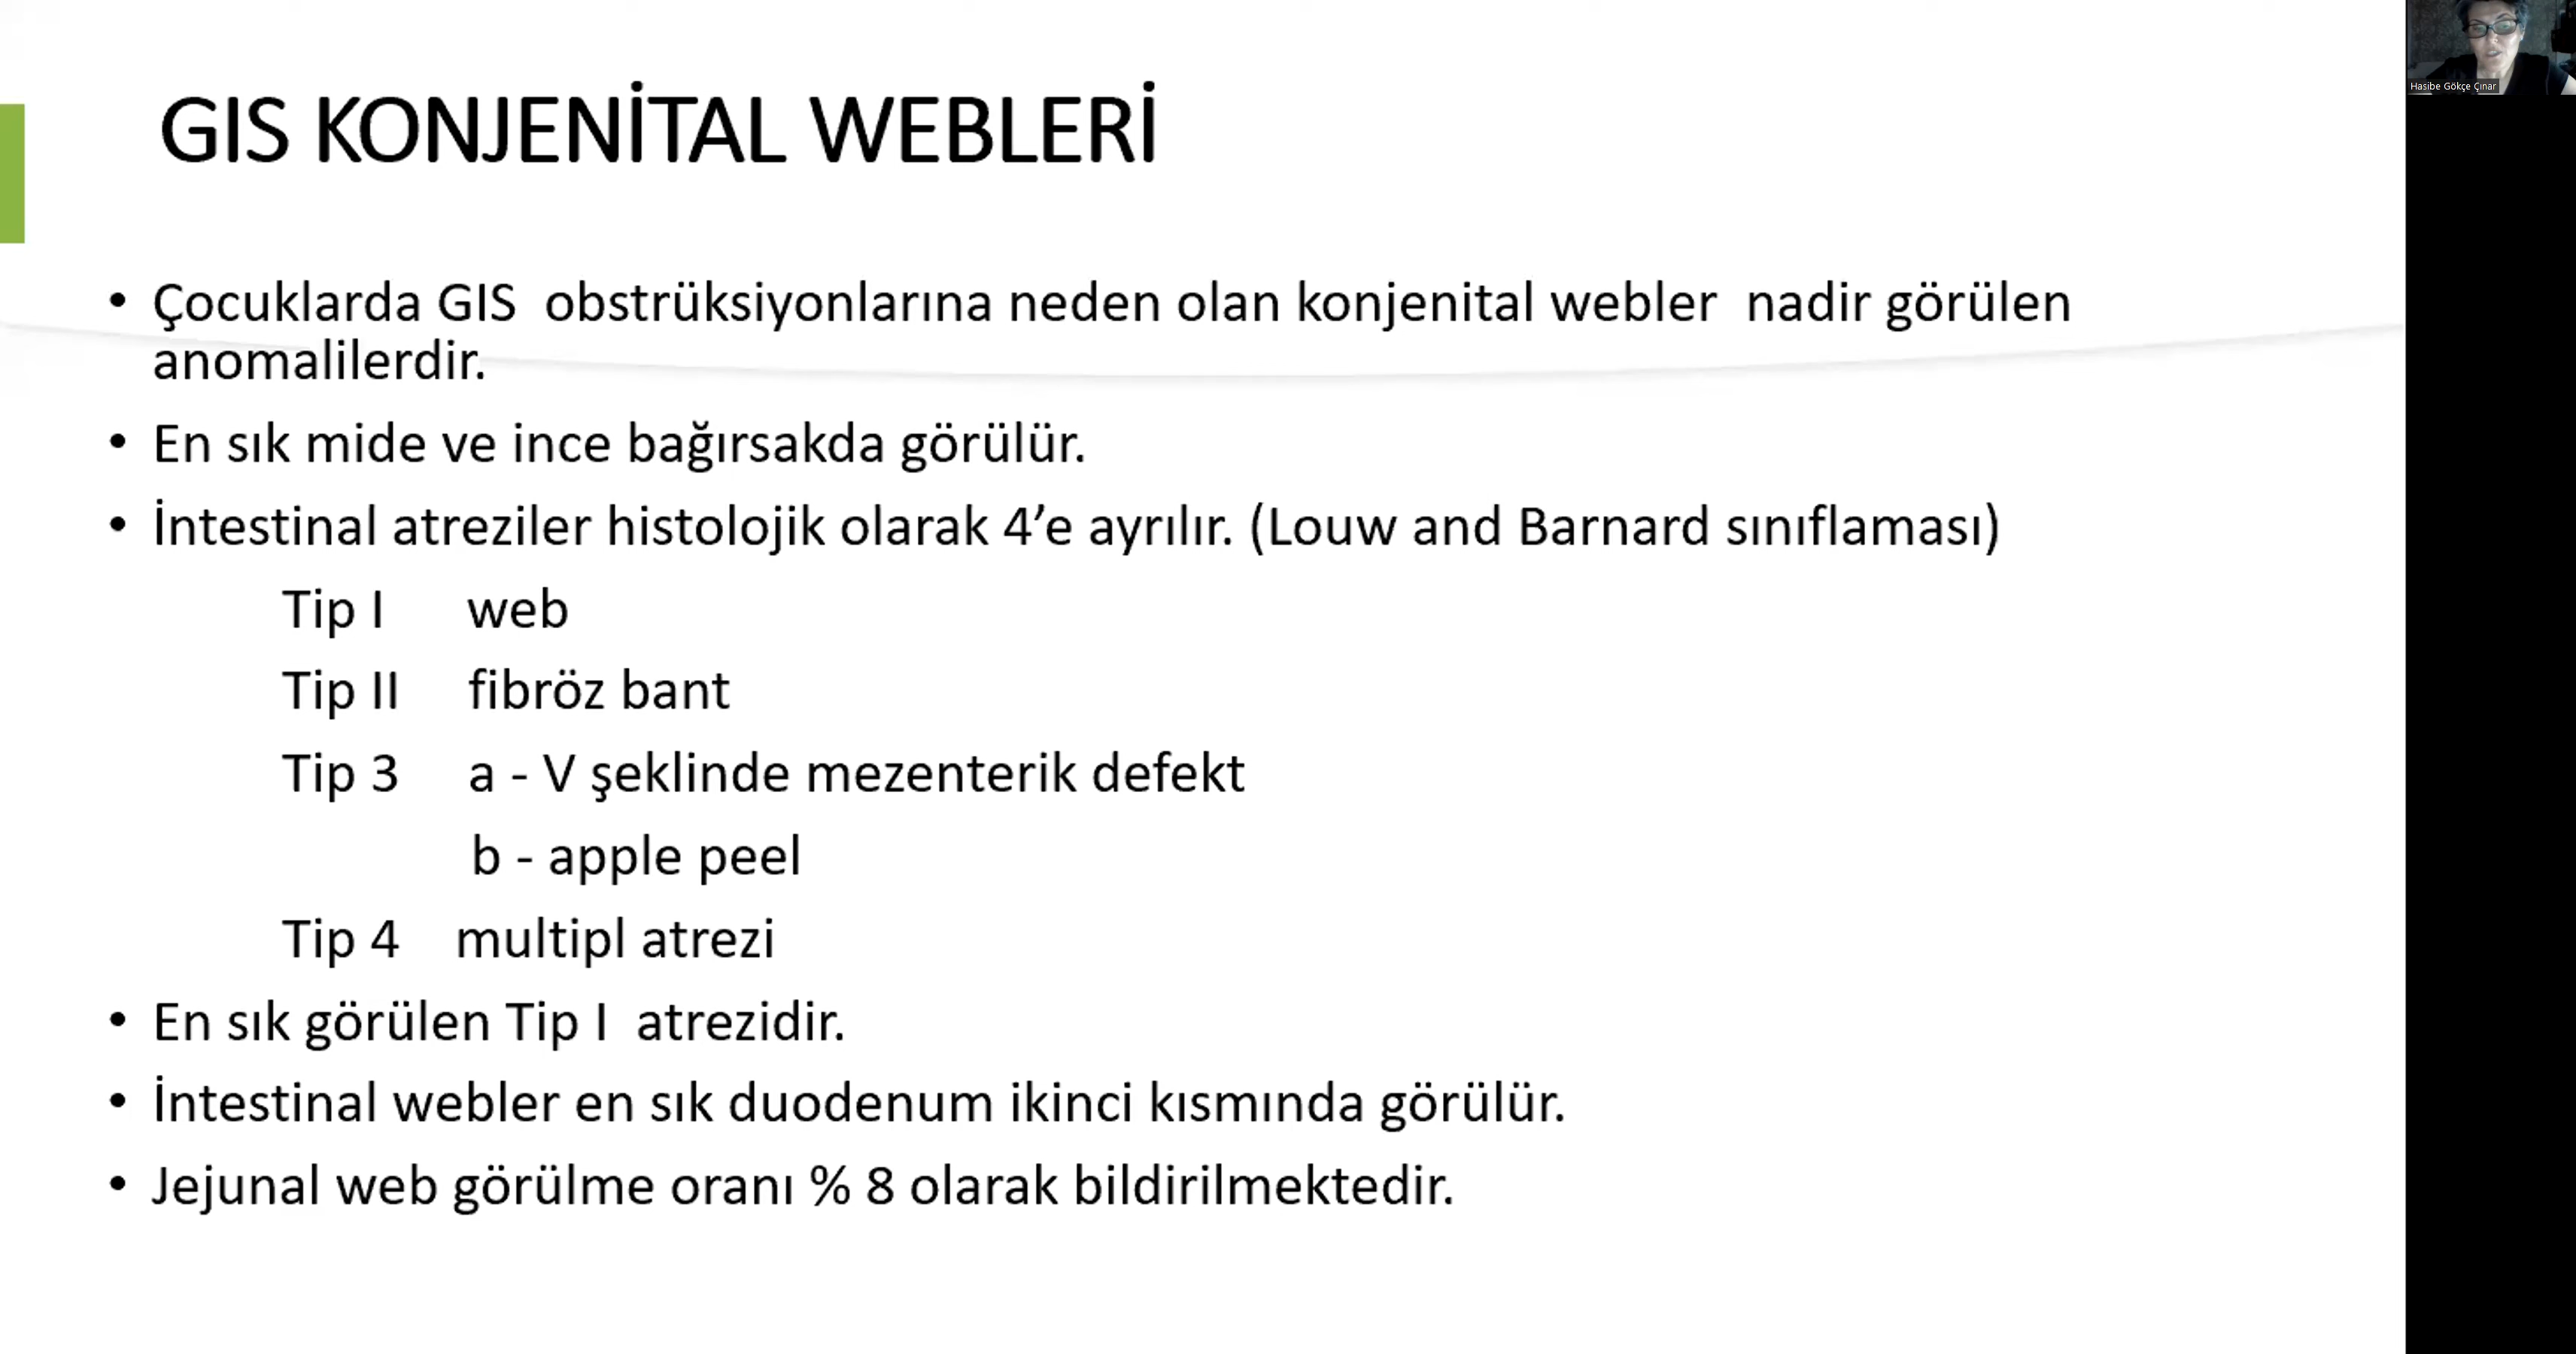 GIS KONJENİTAL WEBLERİ
Hasibe Gökçe Çınar
• Çocuklarda GIS obstrüksiyonlarına neden olan konjenital webler nadir görülen
anomalilerdir.
• En sık mide ve ince bağırsakda görülür.
• İntestinal atreziler histolojik olarak 4’e ayrılır. (Louw and Barnard sınıflaması)
Tip I web
Tip II fibröz bant
Tip 3 a - V şeklinde mezenterik defekt
b - apple peel
Tip 4 multipl atrezi
• En sık görülen Tip I atrezidir.
• İntestinal webler en sık duodenum ikinci kısmında görülür.
• Jejunal web görülme oranı % 8 olarak bildirilmektedir.